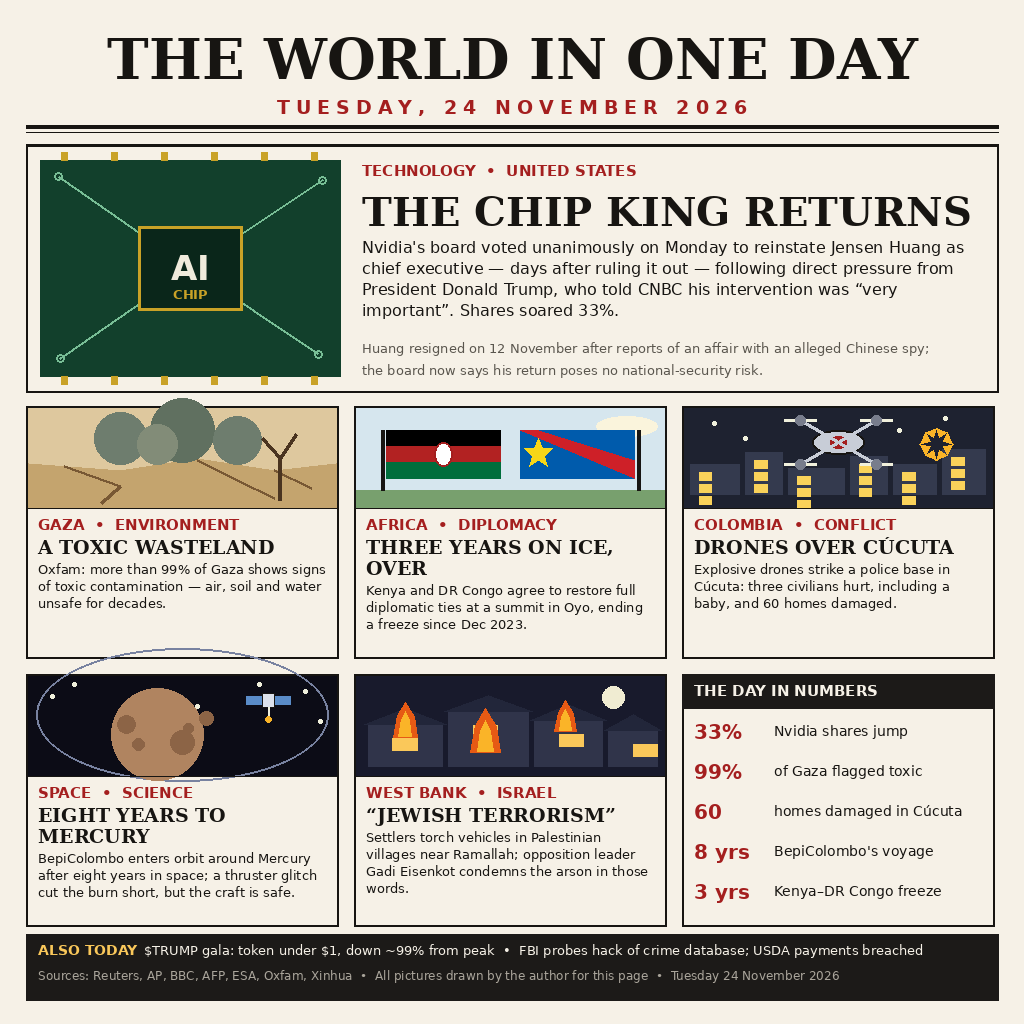 THE WORLD IN ONE DAY
TUESDAY, 24 NOVEMBER 2026
AI
CHIP
TECHNOLOGY • UNITED STATES
THE CHIP KING RETURNS
Nvidia's board voted unanimously on Monday to reinstate Jensen Huang as
chief executive — days after ruling it out — following direct pressure from
President Donald Trump, who told CNBC his intervention was “very
important”. Shares soared 33%.
Huang resigned on 12 November after reports of an affair with an alleged Chinese spy;
the board now says his return poses no national-security risk.
GAZA • ENVIRONMENT
A TOXIC WASTELAND
Oxfam: more than 99% of Gaza shows signs
of toxic contamination — air, soil and water
unsafe for decades.
AFRICA • DIPLOMACY
THREE YEARS ON ICE,
OVER
Kenya and DR Congo agree to restore full
diplomatic ties at a summit in Oyo, ending
a freeze since Dec 2023.
COLOMBIA • CONFLICT
DRONES OVER CÚCUTA
Explosive drones strike a police base in
Cúcuta: three civilians hurt, including a
baby, and 60 homes damaged.
SPACE • SCIENCE
EIGHT YEARS TO
MERCURY
BepiColombo enters orbit around Mercury
after eight years in space; a thruster glitch
cut the burn short, but the craft is safe.
WEST BANK • ISRAEL
“JEWISH TERRORISM”
Settlers torch vehicles in Palestinian
villages near Ramallah; opposition leader
Gadi Eisenkot condemns the arson in those
words.
THE DAY IN NUMBERS
33% Nvidia shares jump
99% of Gaza flagged toxic
60 homes damaged in Cúcuta
8 yrs BepiColombo's voyage
3 yrs Kenya–DR Congo freeze
ALSO TODAY $TRUMP gala: token under $1, down ~99% from peak • FBI probes hack of crime database; USDA payments breached
Sources: Reuters, AP, BBC, AFP, ESA, Oxfam, Xinhua • All pictures drawn by the author for this page • Tuesday 24 November 2026